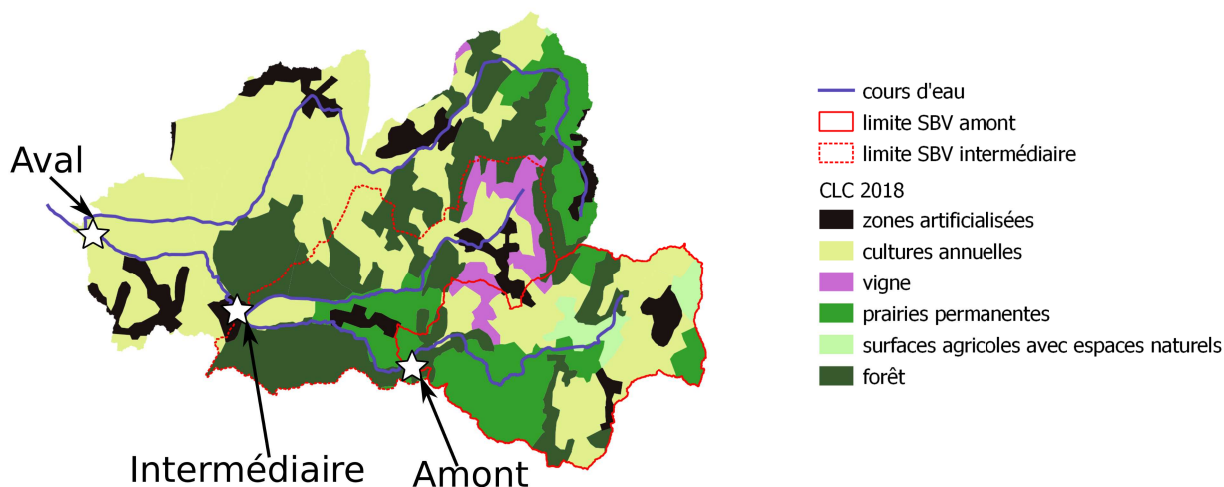 Aval
Intermédiaire
Amont
cours d'eau
limite SBV amont
limite SBV intermédiaire
CLC 2018
zones artificialisées
cultures annuelles
vigne
prairies permanentes
surfaces agricoles avec espaces naturels
forêt